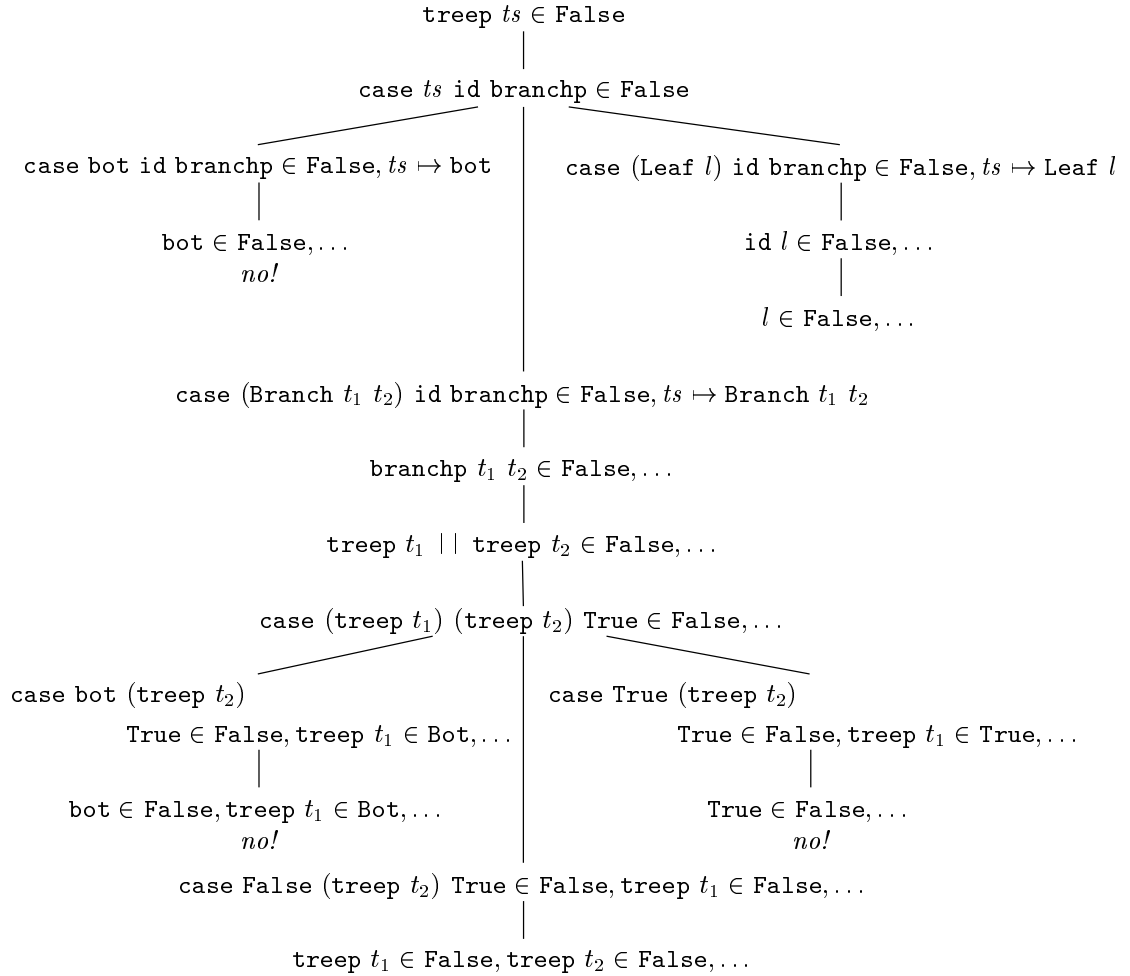 treep ts ∈ False
case ts id branchp ∈ False
case bot id branchp ∈ False, ts ↦ bot
case (Leaf l) id branchp ∈ False, ts ↦ Leaf l
bot ∈ False, ...
no!
id l ∈ False, ...
l ∈ False, ...
case (Branch t₁ t₂) id branchp ∈ False, ts ↦ Branch t₁ t₂
branchp t₁ t₂ ∈ False, ...
treep t₁ || treep t₂ ∈ False, ...
case (treep t₁) (treep t₂) True ∈ False, ...
case bot (treep t₂)
True ∈ False, treep t₁ ∈ Bot, ...
case True (treep t₂)
True ∈ False, treep t₁ ∈ True, ...
bot ∈ False, treep t₁ ∈ Bot, ...
no!
True ∈ False, ...
no!
case False (treep t₂) True ∈ False, treep t₁ ∈ False, ...
treep t₁ ∈ False, treep t₂ ∈ False, ...